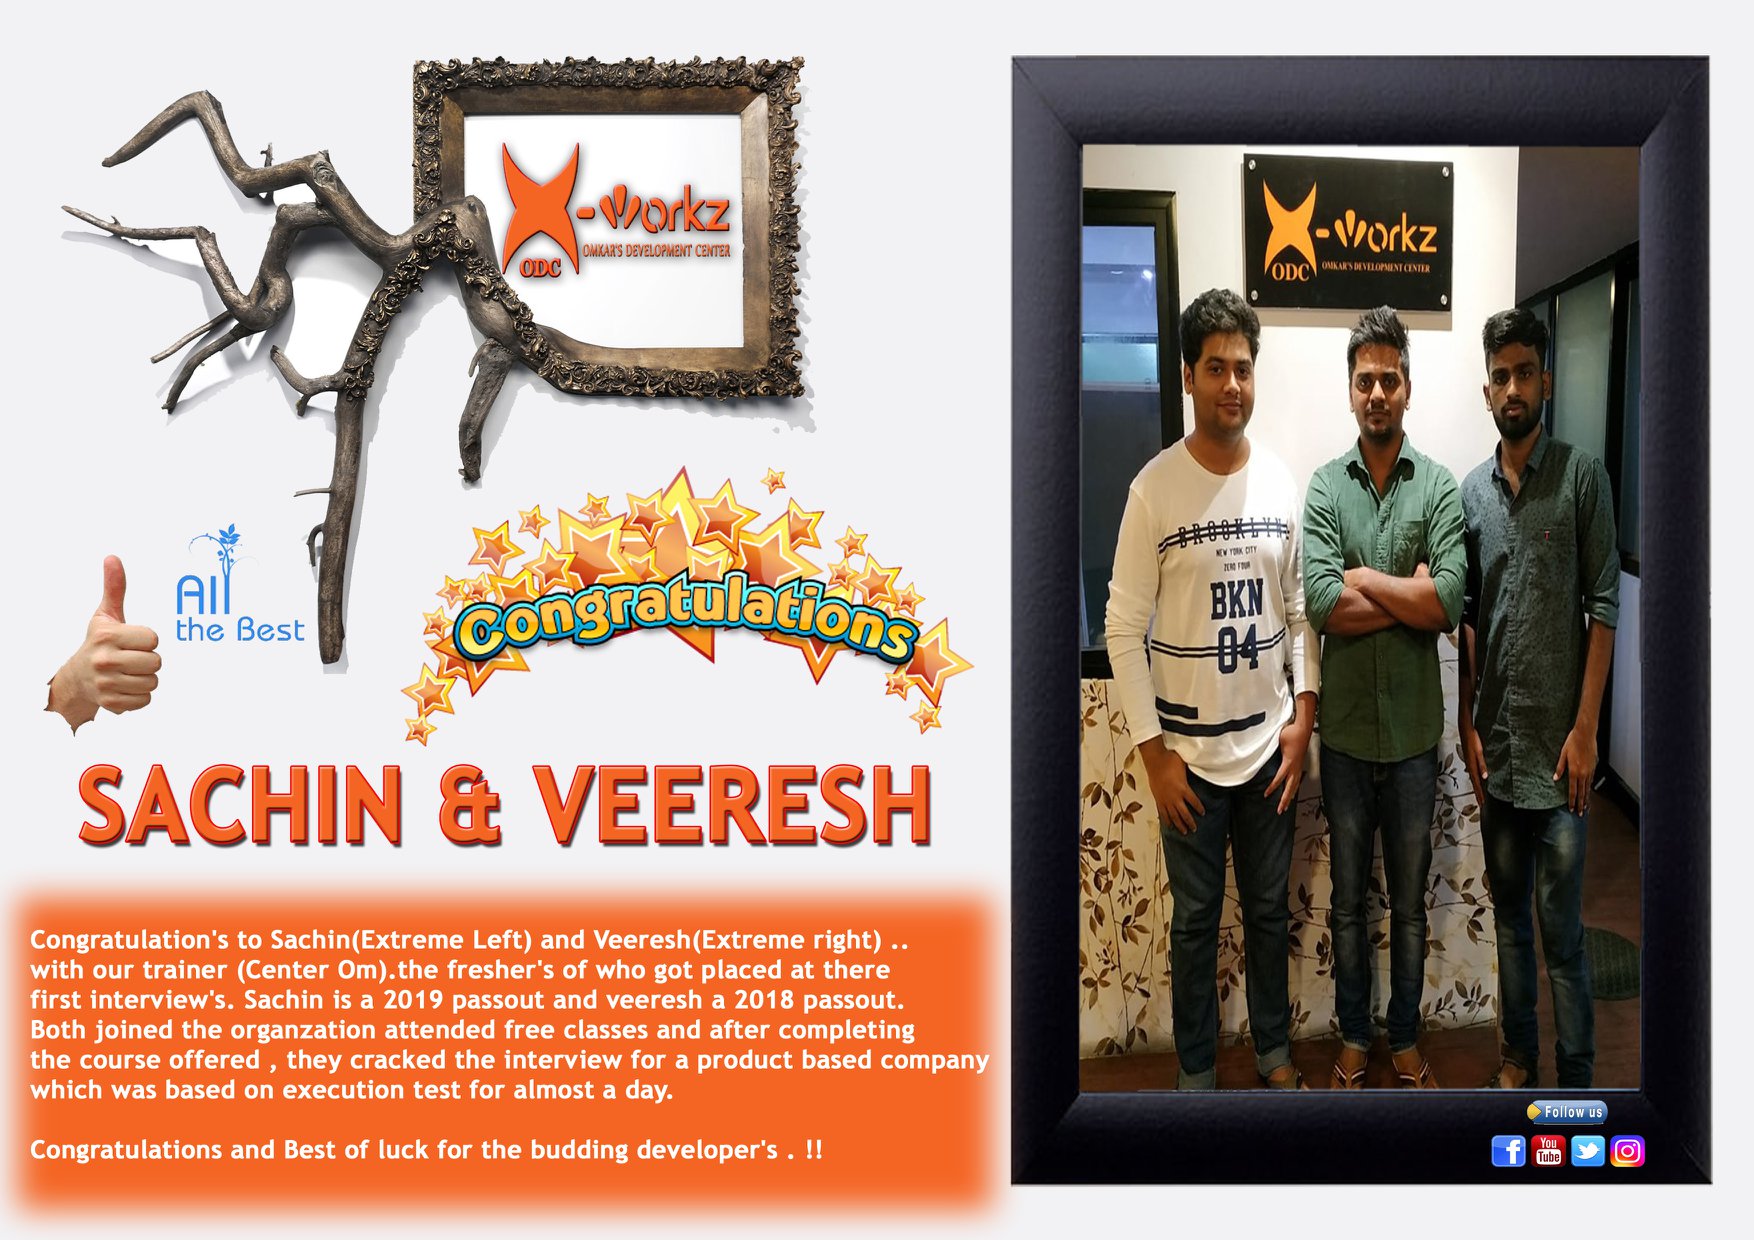 X-workz
OMKAR'S DEVELOPMENT CENTER
ODC
All
the Best
Congratulations
SACHIN & VEERESH
Congratulation's to Sachin(Extreme Left) and Veeresh(Extreme right) ..
with our trainer (Center Om).the fresher's of who got placed at there
first interview's. Sachin is a 2019 passout and veeresh a 2018 passout.
Both joined the organzation attended free classes and after completing
the course offered , they cracked the interview for a product based company
which was based on execution test for almost a day.
Congratulations and Best of luck for the budding developer's . !!
X-workz
OMKAR'S DEVELOPMENT CENTER
ODC
BROOKLYN
NEW YORK CITY
ZERO FOUR
BKN
04
Follow us
You
Tube